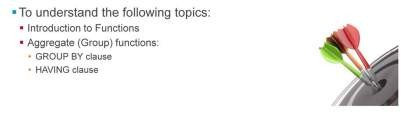 To understand the following topics:
Introduction to Functions
Aggregate (Group) functions:
GROUP BY clause
HAVING clause